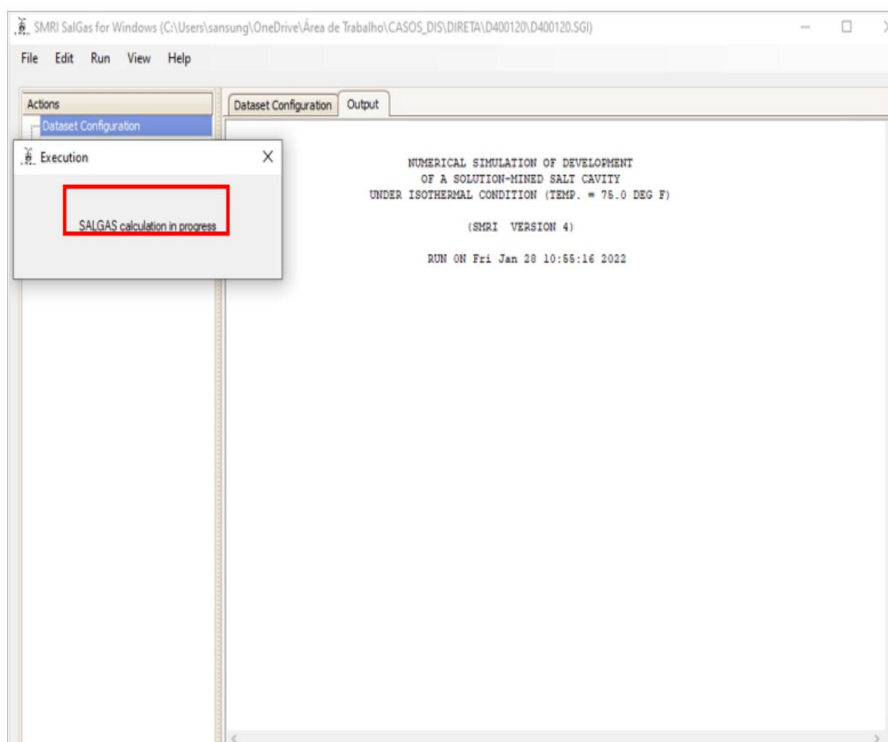 SMRI SalGas for Windows (C:\Users\sansung\OneDrive\Área de Trabalho\CASOS_DIS\DIRETA\D400120\D400120.SGI)
File Edit Run View Help
Actions
Dataset Configuration
Dataset Configuration Output
Execution
SALGAS calculation in progress
NUMERICAL SIMULATION OF DEVELOPMENT
OF A SOLUTION-MINED SALT CAVITY
UNDER ISOTHERMAL CONDITION (TEMP. = 75.0 DEG F)
(SMRI VERSION 4)
RUN ON Fri Jan 28 10:55:16 2022